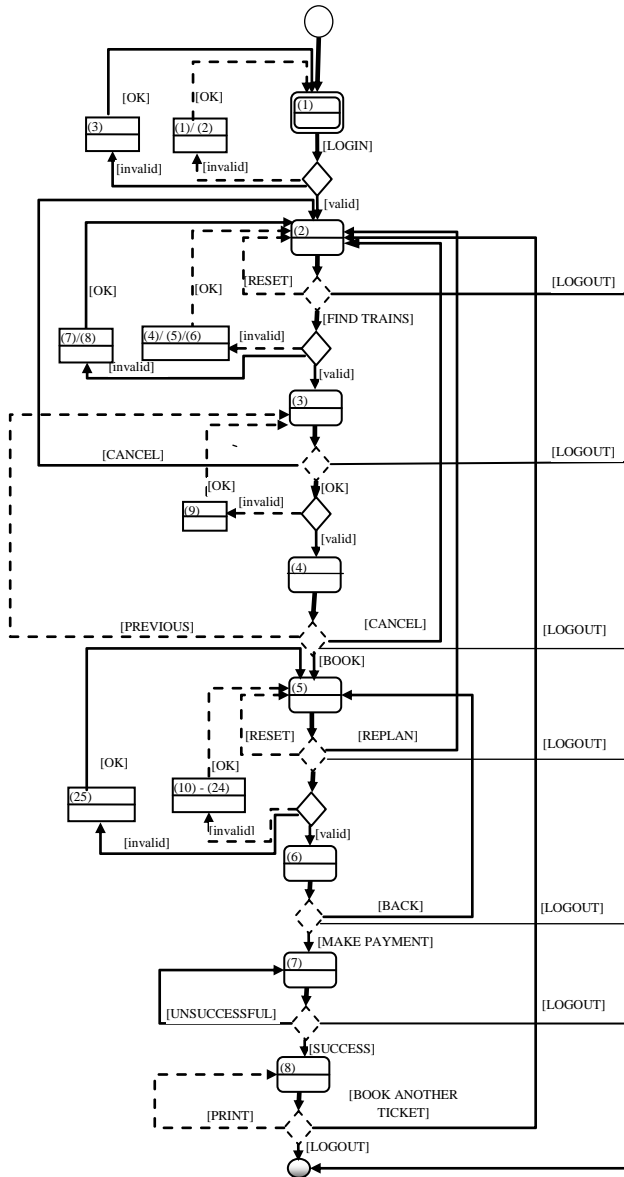 (1)
[OK]
[OK]
(3)
(1)/ (2)
[LOGIN]
[invalid]
[invalid]
[valid]
(2)
[RESET]
[LOGOUT]
[OK]
[OK]
[FIND TRAINS]
(7)/(8)
(4)/ (5)/(6)
[invalid]
[invalid]
[valid]
(3)
[CANCEL]
[LOGOUT]
[OK]
[OK]
(9)
[invalid]
[valid]
(4)
[PREVIOUS]
[CANCEL]
[LOGOUT]
[BOOK]
(5)
[RESET]
[REPLAN]
[LOGOUT]
[OK]
[OK]
(25)
(10) - (24)
[invalid]
[invalid]
[valid]
(6)
[BACK]
[LOGOUT]
[MAKE PAYMENT]
(7)
[UNSUCCESSFUL]
[LOGOUT]
[SUCCESS]
(8)
[BOOK ANOTHER
TICKET]
[PRINT]
[LOGOUT]